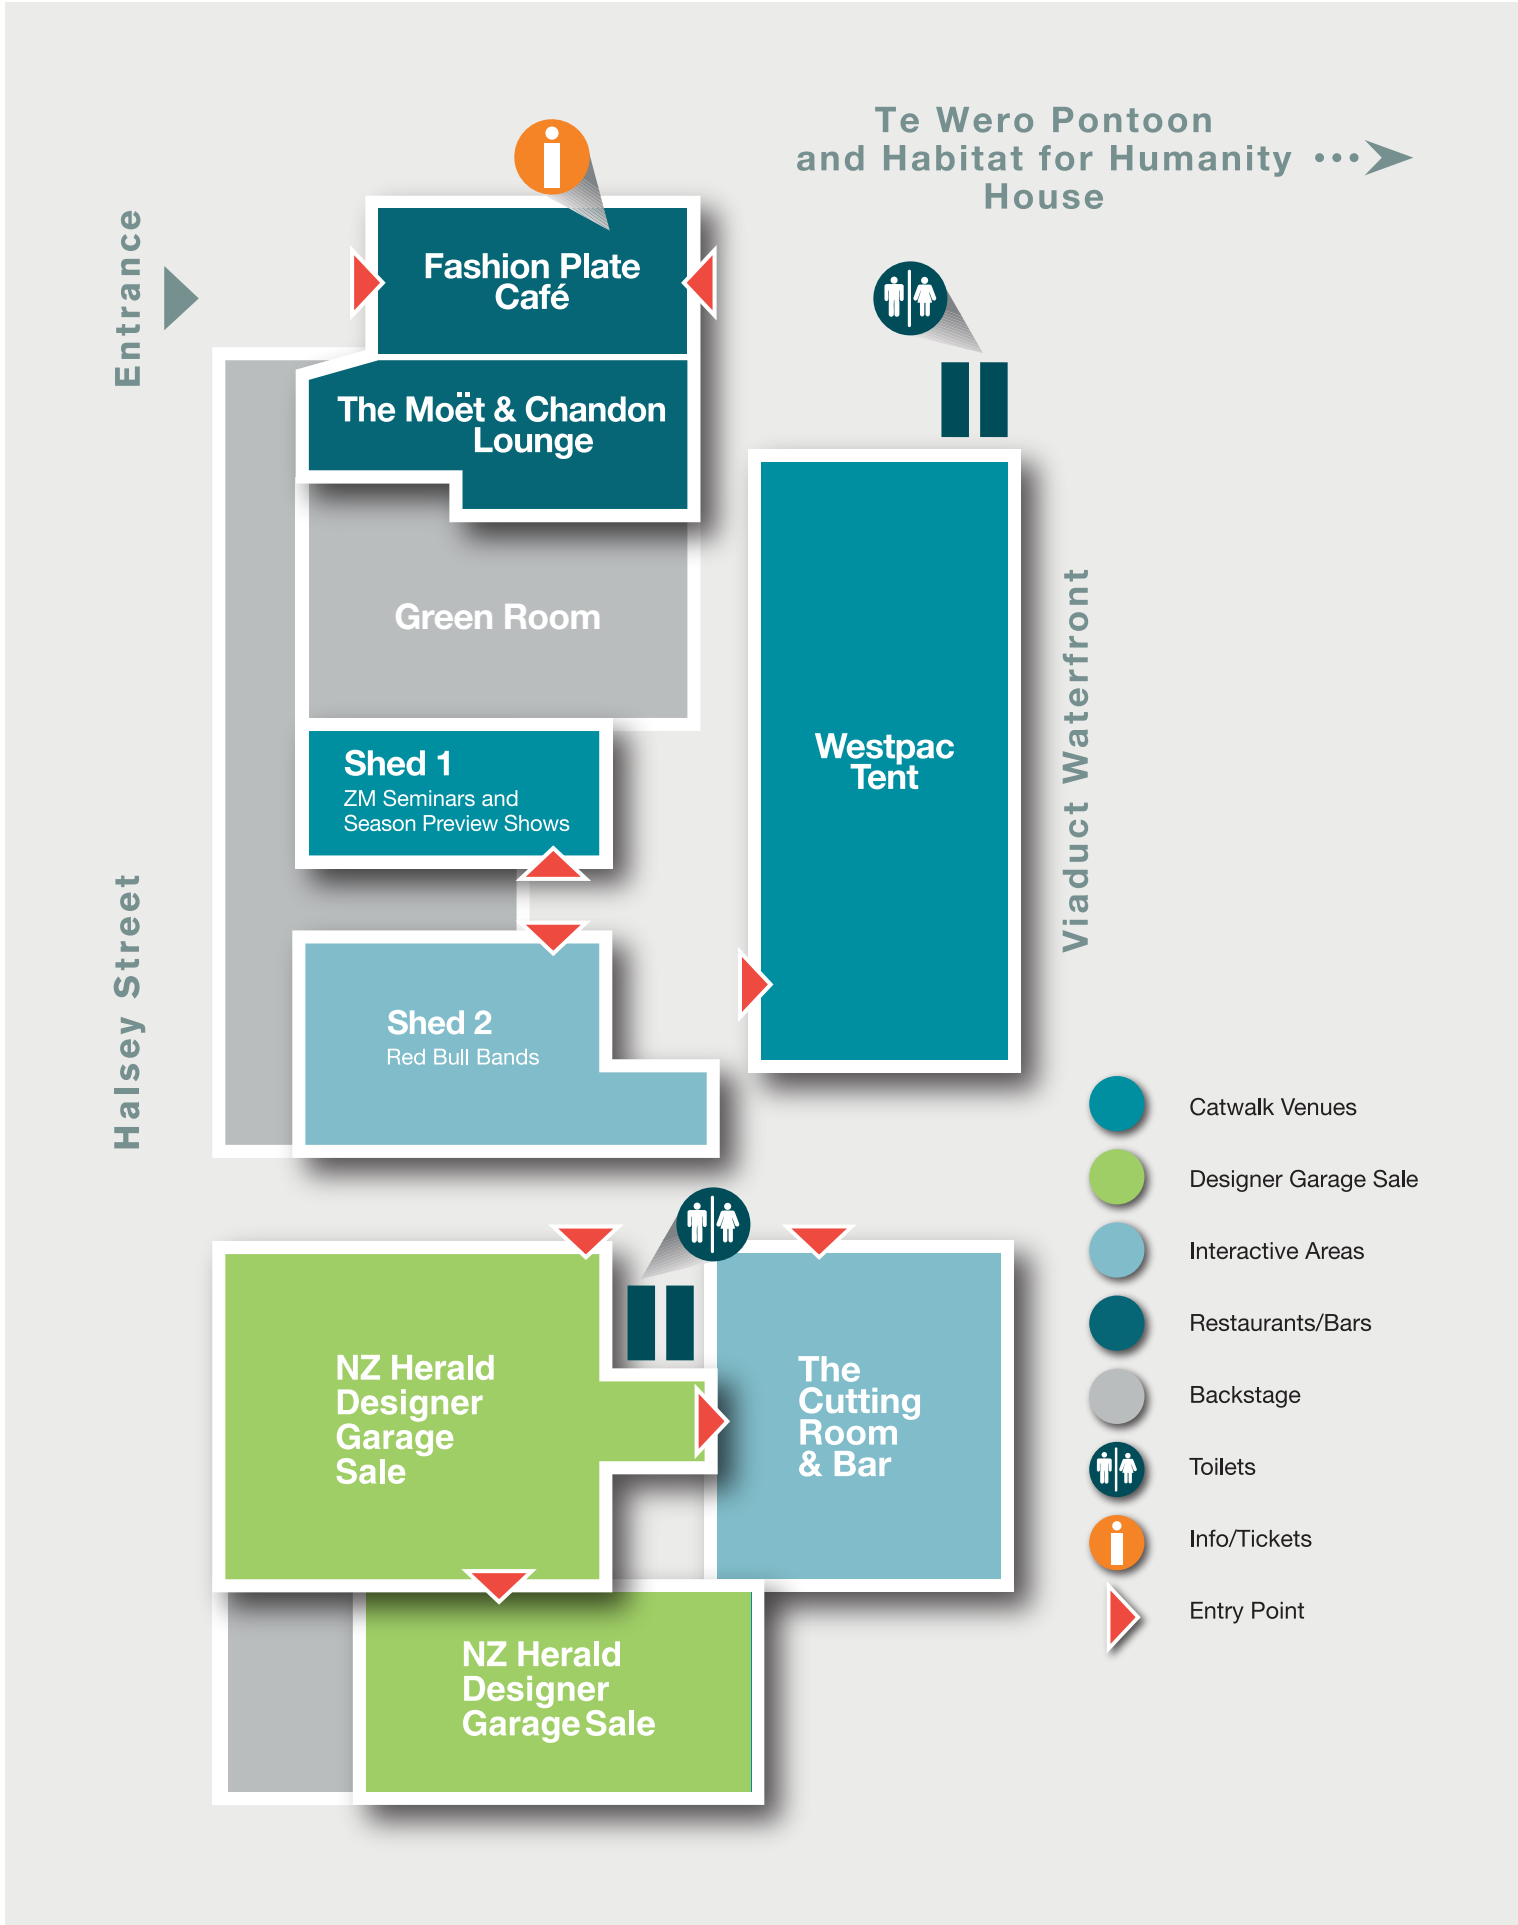 Te Wero Pontoon
and Habitat for Humanity
House
Entrance
Fashion Plate
Café
The Moët & Chandon
Lounge
Green Room
Westpac
Tent
Viaduct Waterfront
Shed 1
ZM Seminars and
Season Preview Shows
Halsey Street
Shed 2
Red Bull Bands
NZ Herald
Designer
Garage
Sale
The
Cutting
Room
& Bar
NZ Herald
Designer
Garage Sale
Catwalk Venues
Designer Garage Sale
Interactive Areas
Restaurants/Bars
Backstage
Toilets
Info/Tickets
Entry Point